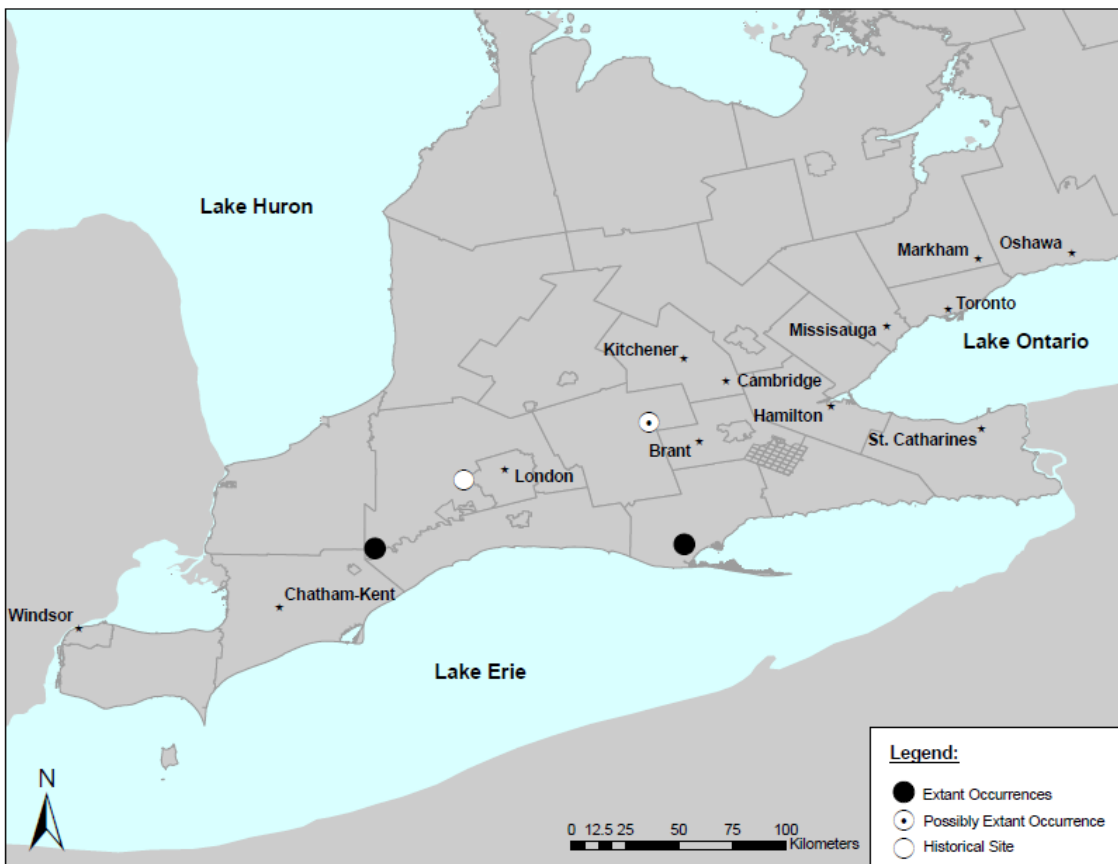 Lake Huron
Markham
Oshawa
Toronto
Missisauga
Lake Ontario
Kitchener
Cambridge
Hamilton
St. Catharines
Brant
London
Chatham-Kent
Windsor
Lake Erie
N
0 12.5 25 50 75 100
Kilometers
Legend:
Extant Occurrences
Possibly Extant Occurrence
Historical Site